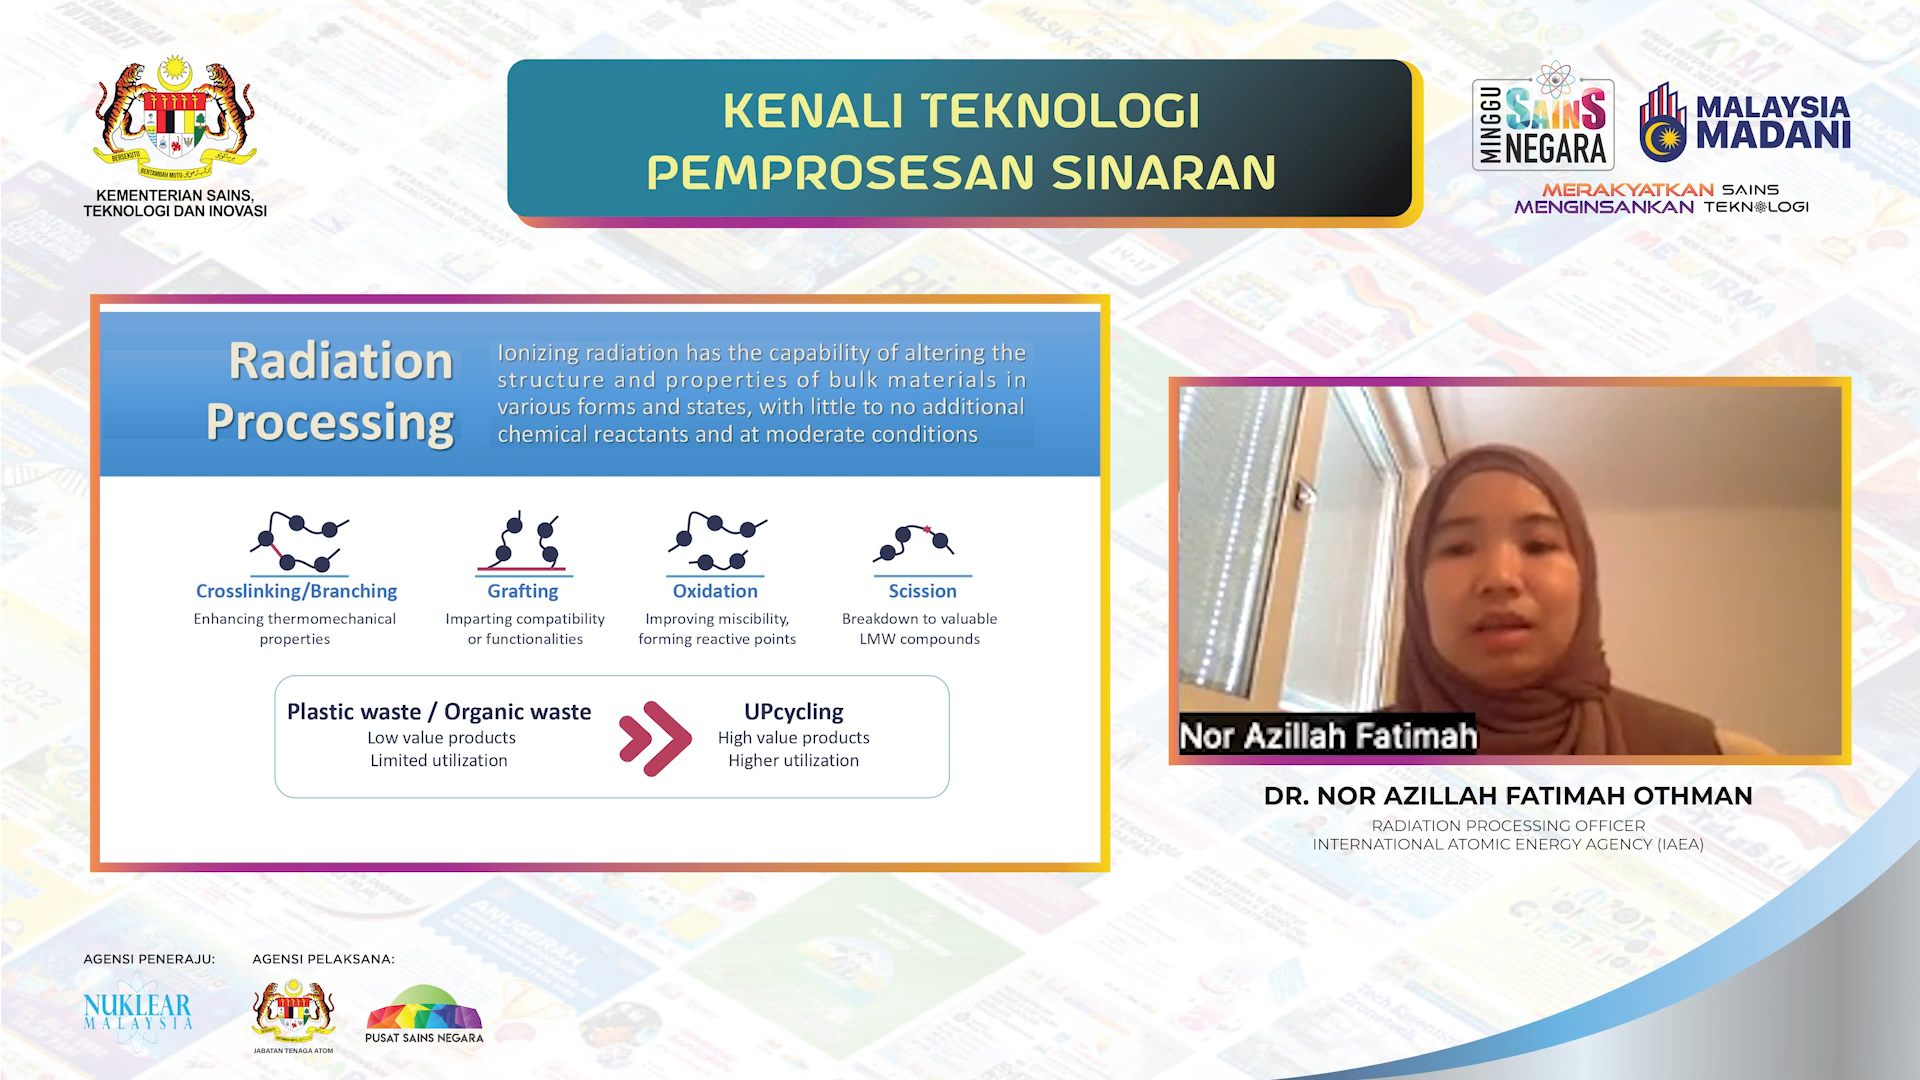 BERSEKUTU
BERTAMBAH MUTU
KEMENTERIAN SAINS,
TEKNOLOGI DAN INOVASI
KENALI TEKNOLOGI
PEMPROSESAN SINARAN
MINGGU
SAINS
NEGARA
MALAYSIA
MADANI
MERAKYATKAN SAINS
MENGINSANKAN TEKNOLOGI
Radiation
Processing
Ionizing radiation has the capability of altering the
structure and properties of bulk materials in
various forms and states, with little to no additional
chemical reactants and at moderate conditions
Crosslinking/Branching
Enhancing thermomechanical
properties
Grafting
Imparting compatibility
or functionalities
Oxidation
Improving miscibility,
forming reactive points
Scission
Breakdown to valuable
LMW compounds
Plastic waste / Organic waste
Low value products
Limited utilization
UPcycling
High value products
Higher utilization
Nor Azillah Fatimah
DR. NOR AZILLAH FATIMAH OTHMAN
RADIATION PROCESSING OFFICER
INTERNATIONAL ATOMIC ENERGY AGENCY (IAEA)
AGENSI PENERAJU:
NUKLEAR
MALAYSIA
AGENSI PELAKSANA:
JABATAN TENAGA ATOM
PUSAT SAINS NEGARA